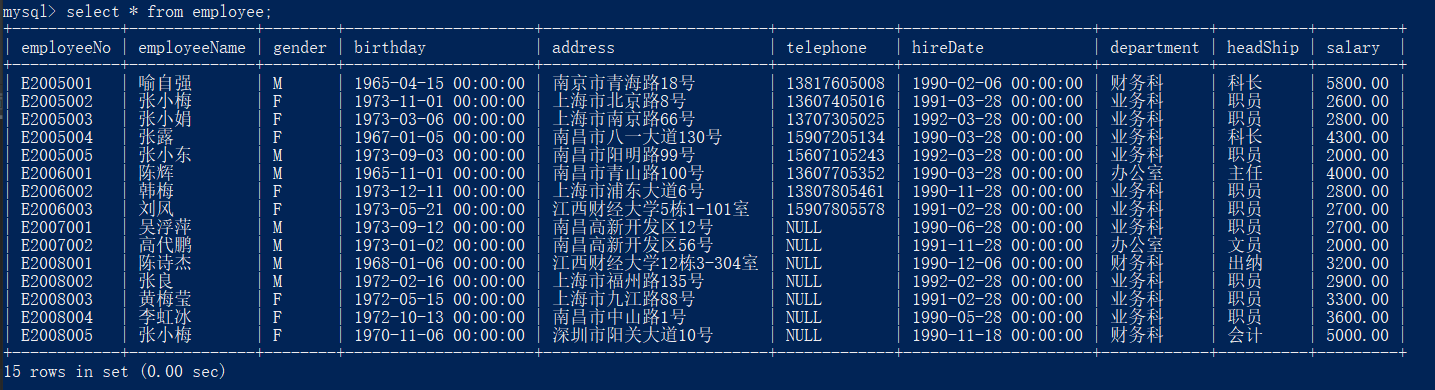 mysql> select * from employee;
+------------+--------------+--------+---------------------+----------------------+-------------+---------------------+------------+----------+---------+
| employeeNo | employeeName | gender | birthday | address | telephone | hireDate | department | headShip | salary |
| E2005001 | 喻自强 | M | 1965-04-15 00:00:00 | 南京市青海路18号 | 13817605008 | 1990-02-06 00:00:00 | 财务科 | 科长 | 5800.00 |
| E2005002 | 张小梅 | F | 1973-11-01 00:00:00 | 上海市北京路8号 | 13607405016 | 1991-03-28 00:00:00 | 业务科 | 职员 | 2600.00 |
| E2005003 | 张小娟 | F | 1973-03-06 00:00:00 | 上海市南京路66号 | 13707305025 | 1992-03-28 00:00:00 | 业务科 | 职员 | 2800.00 |
| E2005004 | 张露 | F | 1967-01-05 00:00:00 | 南昌市八一大道130号 | 15907205134 | 1990-03-28 00:00:00 | 业务科 | 科长 | 4300.00 |
| E2005005 | 张小东 | M | 1973-09-03 00:00:00 | 南昌市阳明路99号 | 15607105243 | 1992-03-28 00:00:00 | 业务科 | 职员 | 2000.00 |
| E2006001 | 陈辉 | M | 1965-11-01 00:00:00 | 南昌市青山路100号 | 13607705352 | 1990-03-28 00:00:00 | 办公室 | 主任 | 4000.00 |
| E2006002 | 韩梅 | F | 1973-12-11 00:00:00 | 上海市浦东大道6号 | 13807805461 | 1990-11-28 00:00:00 | 业务科 | 职员 | 2800.00 |
| E2006003 | 刘风 | F | 1973-05-21 00:00:00 | 江西财经大学5栋1-101室 | 15907805578 | 1991-02-28 00:00:00 | 业务科 | 职员 | 2700.00 |
| E2007001 | 吴浮萍 | M | 1973-09-12 00:00:00 | 南昌高新开发区12号 | NULL | 1990-06-28 00:00:00 | 业务科 | 职员 | 2700.00 |
| E2007002 | 高代鹏 | M | 1973-01-02 00:00:00 | 南昌高新开发区56号 | NULL | 1991-11-28 00:00:00 | 办公室 | 文员 | 2000.00 |
| E2008001 | 陈诗杰 | M | 1968-01-06 00:00:00 | 江西财经大学12栋3-304室 | NULL | 1990-12-06 00:00:00 | 财务科 | 出纳 | 3200.00 |
| E2008002 | 张良 | M | 1972-02-16 00:00:00 | 上海市福州路135号 | NULL | 1992-02-28 00:00:00 | 业务科 | 职员 | 2900.00 |
| E2008003 | 黄梅莹 | F | 1972-05-15 00:00:00 | 上海市九江路88号 | NULL | 1991-02-28 00:00:00 | 业务科 | 职员 | 3300.00 |
| E2008004 | 李虹冰 | F | 1972-10-13 00:00:00 | 南昌市中山路1号 | NULL | 1990-05-28 00:00:00 | 业务科 | 职员 | 3600.00 |
| E2008005 | 张小梅 | F | 1970-11-06 00:00:00 | 深圳市阳关大道10号 | NULL | 1990-11-18 00:00:00 | 财务科 | 会计 | 5000.00 |
15 rows in set (0.00 sec)